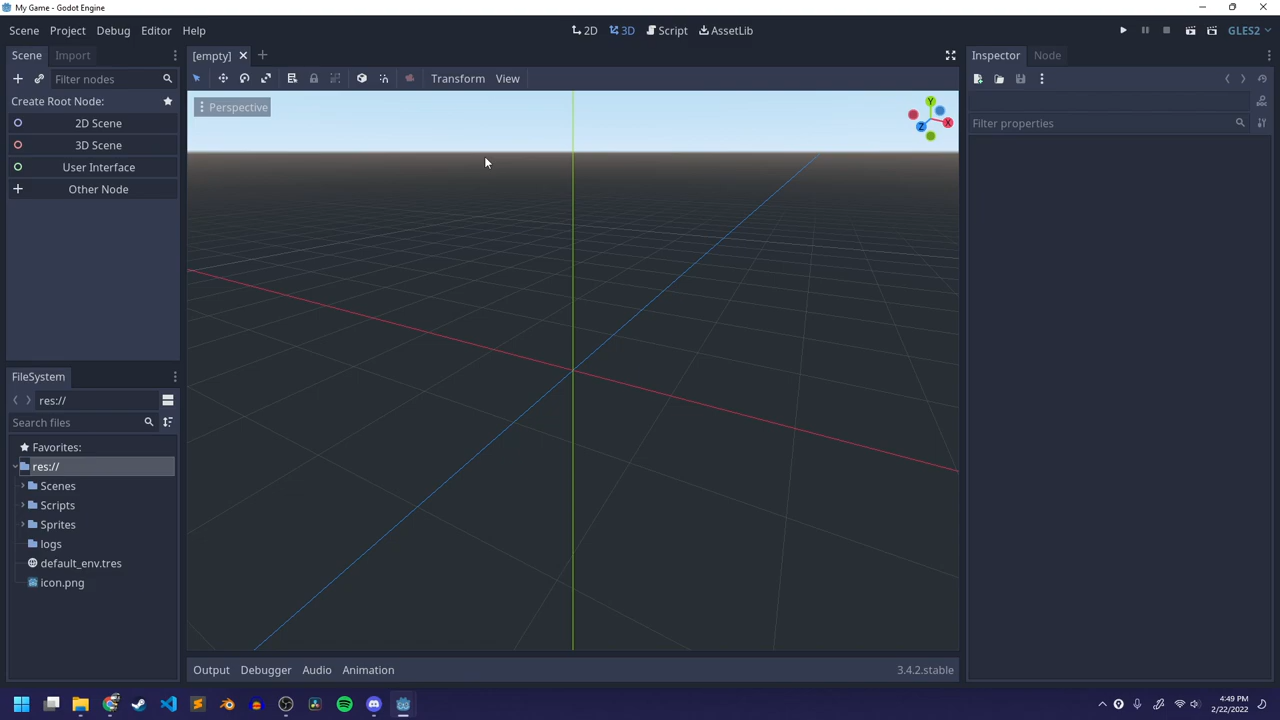 My Game - Godot Engine
Scene Project Debug Editor Help
2D 3D Script AssetLib
GLES2
Scene Import
[empty]
Inspector Node
Filter nodes
Transform View
Create Root Node:
2D Scene
3D Scene
User Interface
Other Node
Perspective
Y
X
Z
Filter properties
FileSystem
res://
Search files
Favorites:
res://
Scenes
Scripts
Sprites
logs
default_env.tres
icon.png
Output Debugger Audio Animation 3.4.2.stable
4:49 PM
2/22/2022